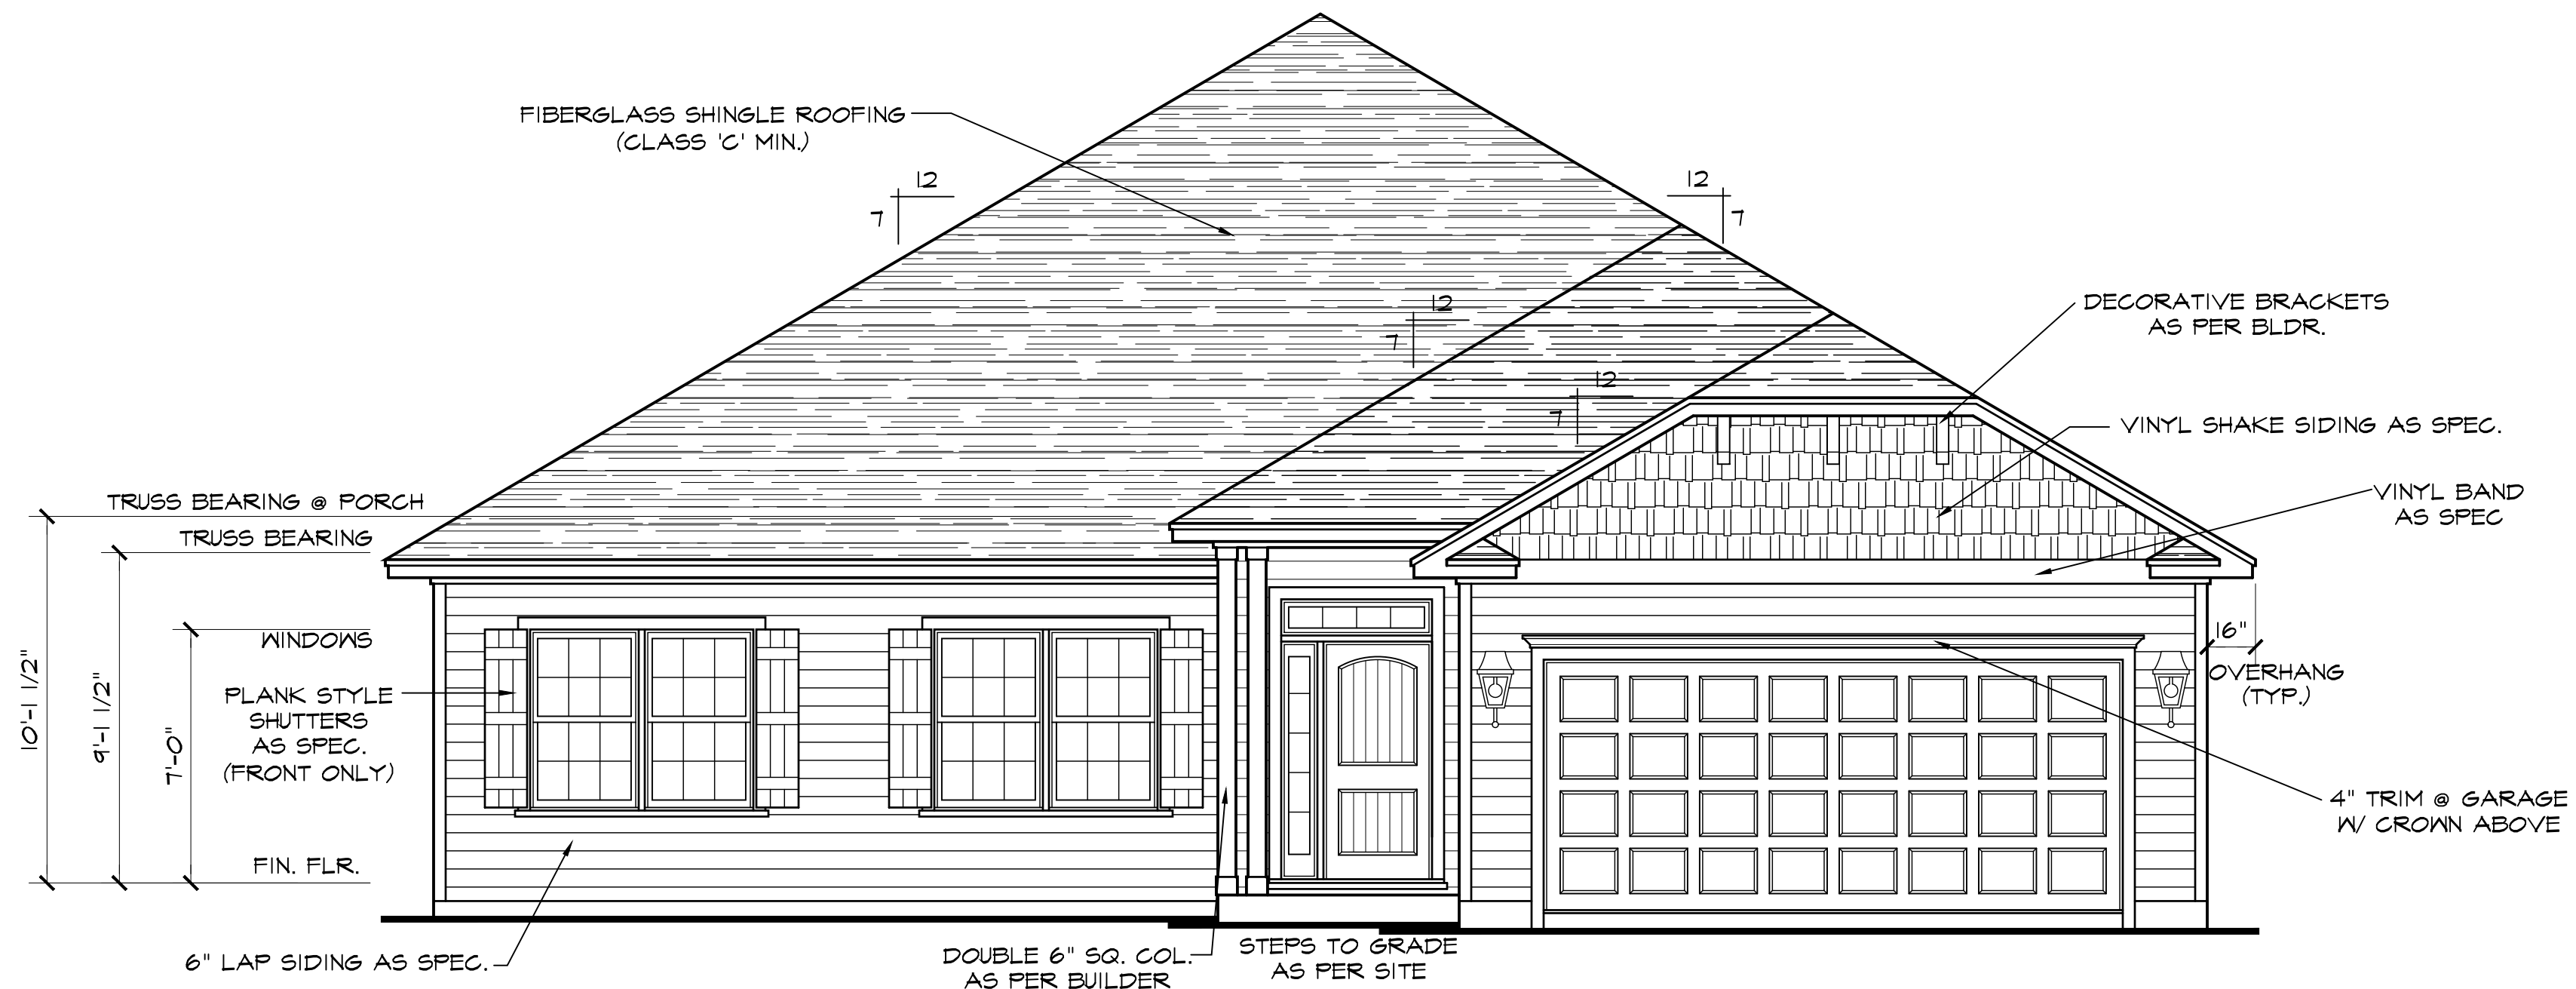 FIBERGLASS SHINGLE ROOFING
(CLASS 'C' MIN.)
12
7
12
7
12
7
12
7
DECORATIVE BRACKETS
AS PER BLDR.
VINYL SHAKE SIDING AS SPEC.
VINYL BAND
AS SPEC
TRUSS BEARING @ PORCH
TRUSS BEARING
WINDOWS
PLANK STYLE
SHUTTERS
AS SPEC.
(FRONT ONLY)
FIN. FLR.
10'-1 1/2"
9'-1 1/2"
7'-0"
16"
OVERHANG
(TYP.)
4" TRIM @ GARAGE
W/ CROWN ABOVE
6" LAP SIDING AS SPEC.
DOUBLE 6" SQ. COL.
AS PER BUILDER
STEPS TO GRADE
AS PER SITE